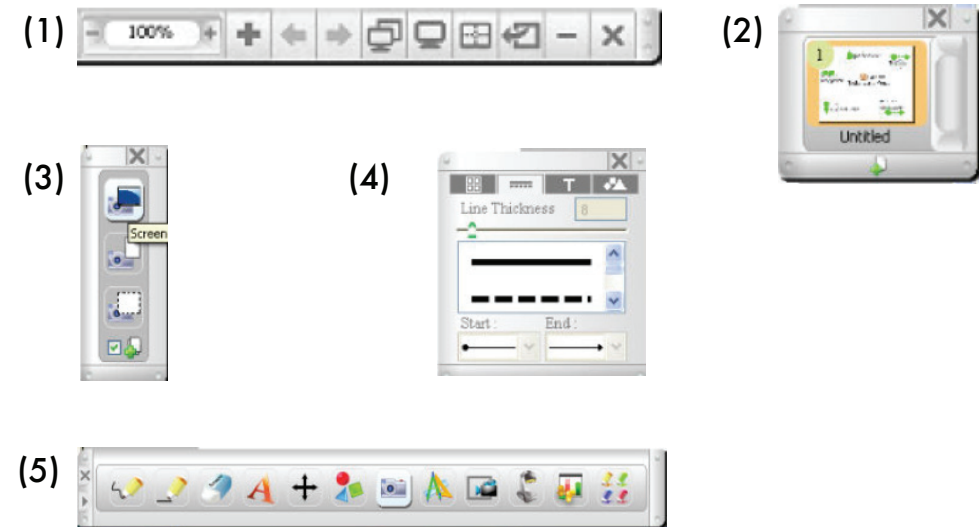 (1)
100%
(2)
1
Untitled
(3)
Screen
(4)
T
Line Thickness 8
Start : End :
(5)
A